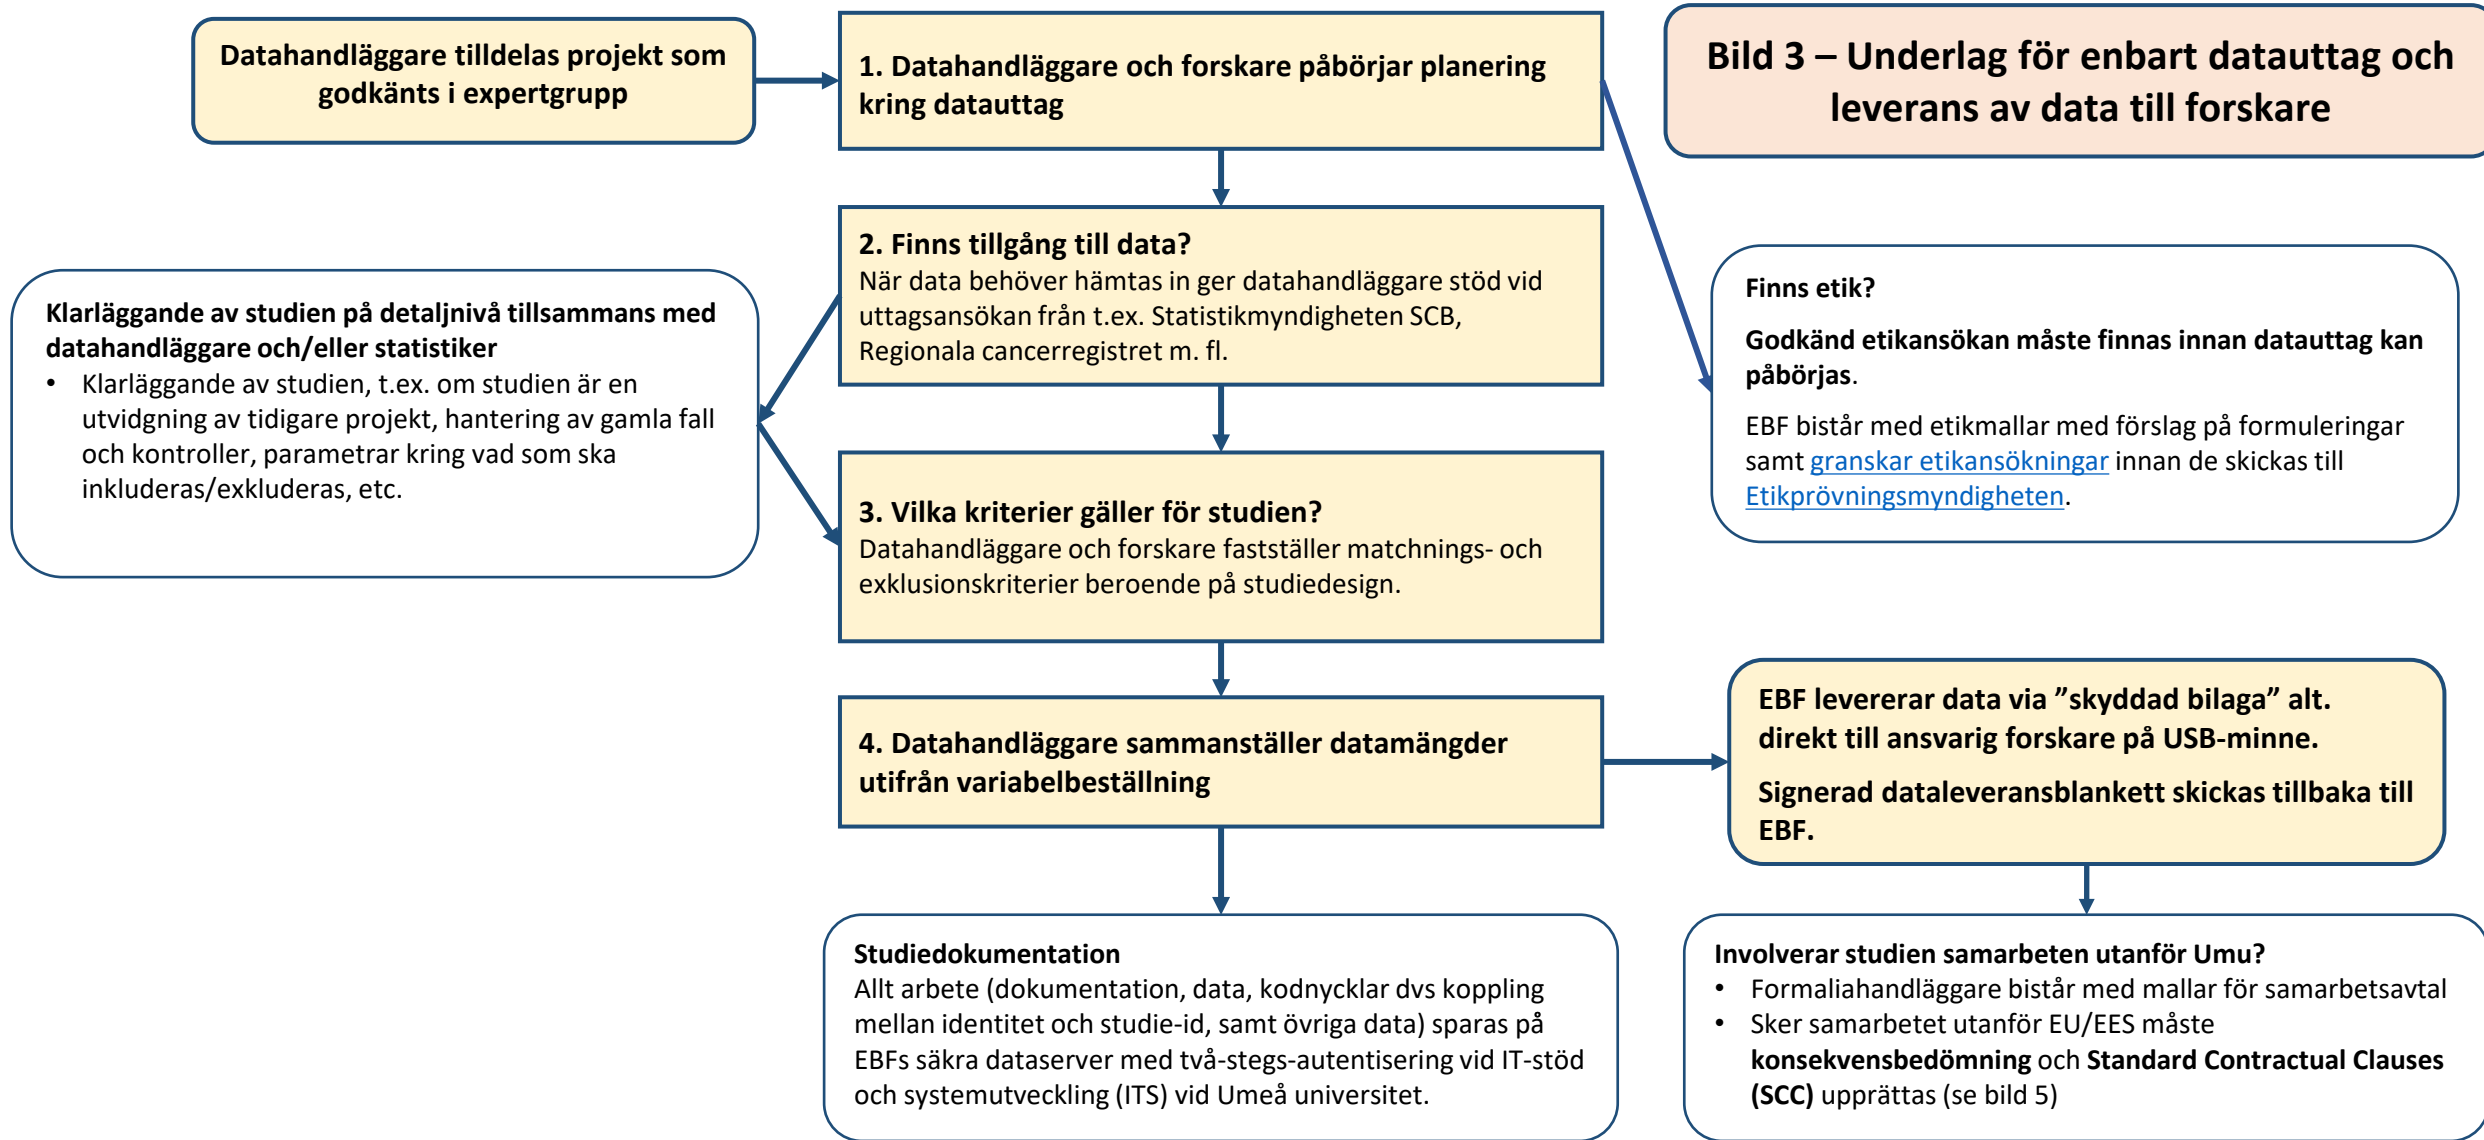 Datahandläggare tilldelas projekt som
godkänts i expertgrupp
1. Datahandläggare och forskare påbörjar planering
kring datauttag
Bild 3 – Underlag för enbart datauttag och
leverans av data till forskare
2. Finns tillgång till data?
När data behöver hämtas in ger datahandläggare stöd vid
uttagsansökan från t.ex. Statistikmyndigheten SCB,
Regionala cancerregistret m. fl.
Klarläggande av studien på detaljnivå tillsammans med
datahandläggare och/eller statistiker
• Klarläggande av studien, t.ex. om studien är en
utvidgning av tidigare projekt, hantering av gamla fall
och kontroller, parametrar kring vad som ska
inkluderas/exkluderas, etc.
Finns etik?
Godkänd etikansökan måste finnas innan datauttag kan
påbörjas.
EBF bistår med etikmallar med förslag på formuleringar
samt granskar etikansökningar innan de skickas till
Etikprövningsmyndigheten.
3. Vilka kriterier gäller för studien?
Datahandläggare och forskare fastställer matchnings- och
exklusionskriterier beroende på studiedesign.
4. Datahandläggare sammanställer datamängder
utifrån variabelbeställning
EBF levererar data via ”skyddad bilaga” alt.
direkt till ansvarig forskare på USB-minne.
Signerad dataleveransblankett skickas tillbaka till
EBF.
Studiedokumentation
Allt arbete (dokumentation, data, kodnycklar dvs koppling
mellan identitet och studie-id, samt övriga data) sparas på
EBFs säkra dataserver med två-stegs-autentisering vid IT-stöd
och systemutveckling (ITS) vid Umeå universitet.
Involverar studien samarbeten utanför Umu?
• Formaliahandläggare bistår med mallar för samarbetsavtal
• Sker samarbetet utanför EU/EES måste
konsekvensbedömning och Standard Contractual Clauses
(SCC) upprättas (se bild 5)